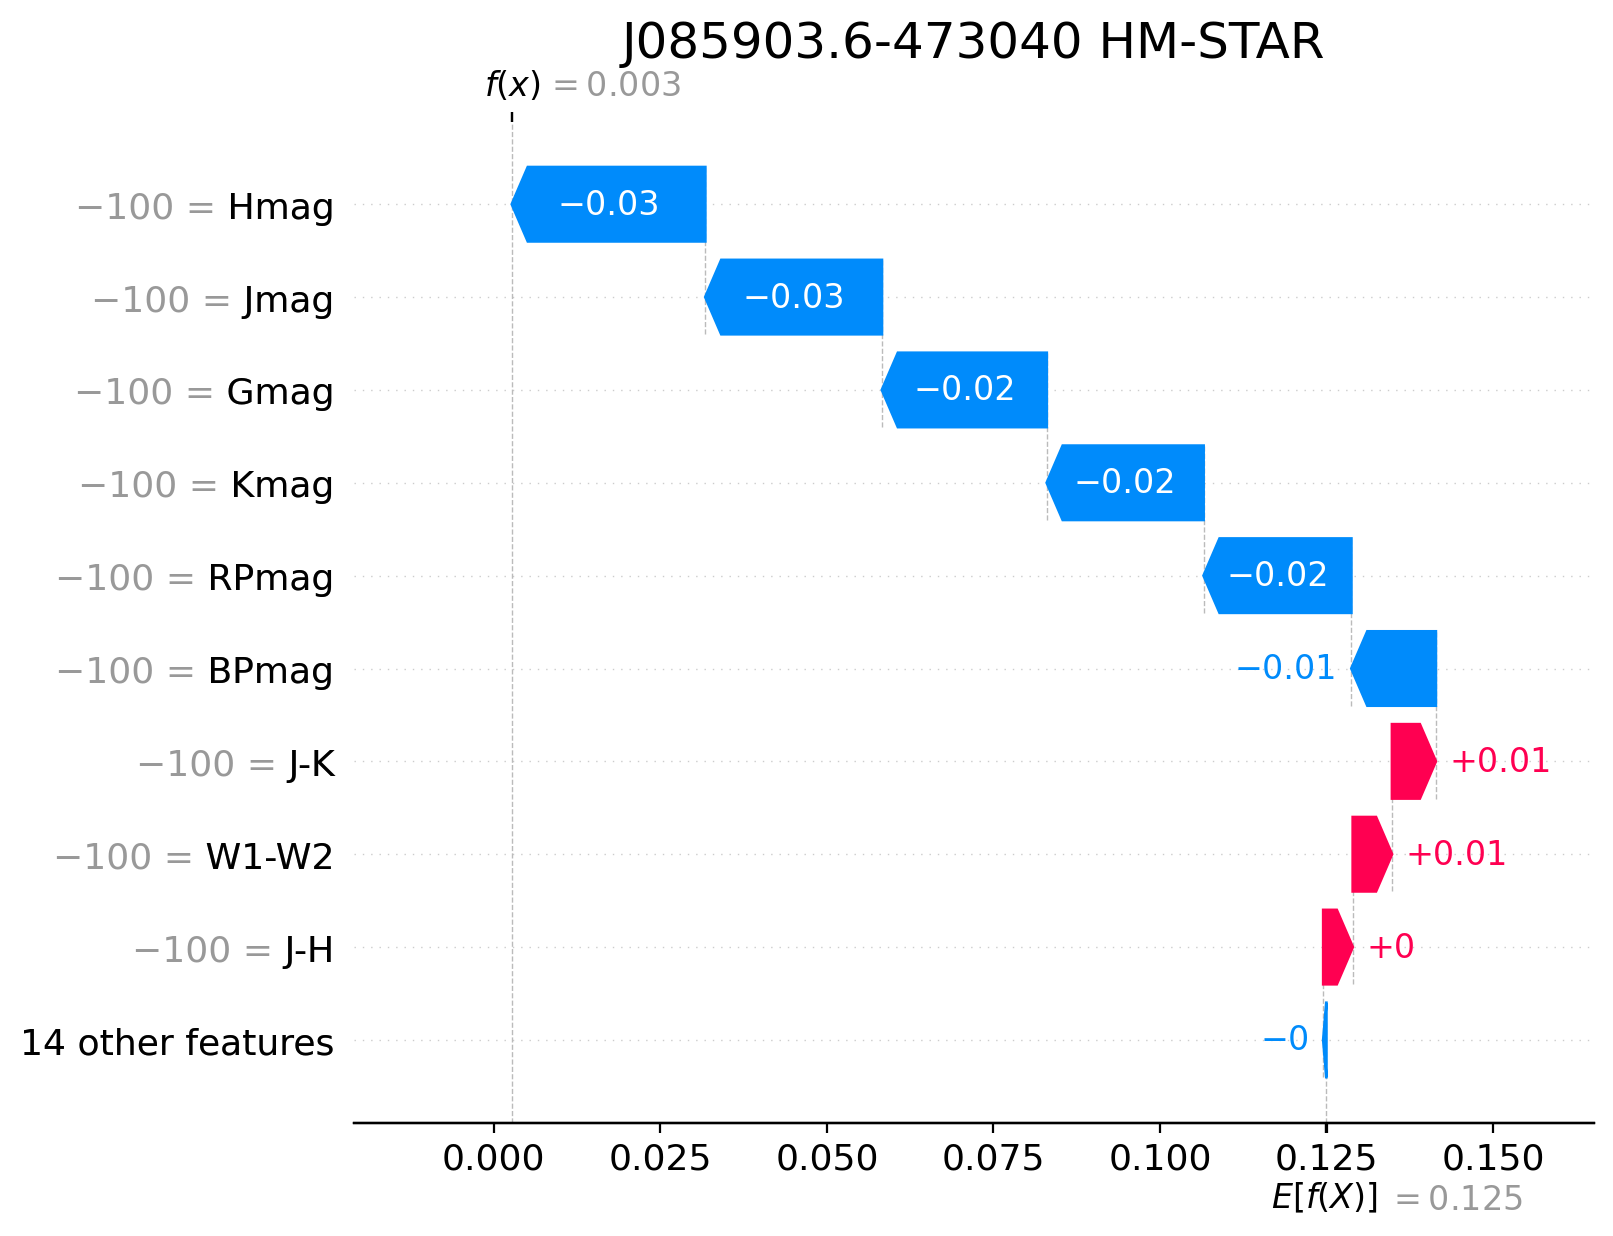 J085903.6-473040 HM-STAR
f(x) = 0.003
−100 = Hmag −0.03
−100 = Jmag −0.03
−100 = Gmag −0.02
−100 = Kmag −0.02
−100 = RPmag −0.02
−100 = BPmag −0.01
−100 = J-K +0.01
−100 = W1-W2 +0.01
−100 = J-H +0
14 other features −0
0.000 0.025 0.050 0.075 0.100 0.125 0.150
E[f(X)] = 0.125